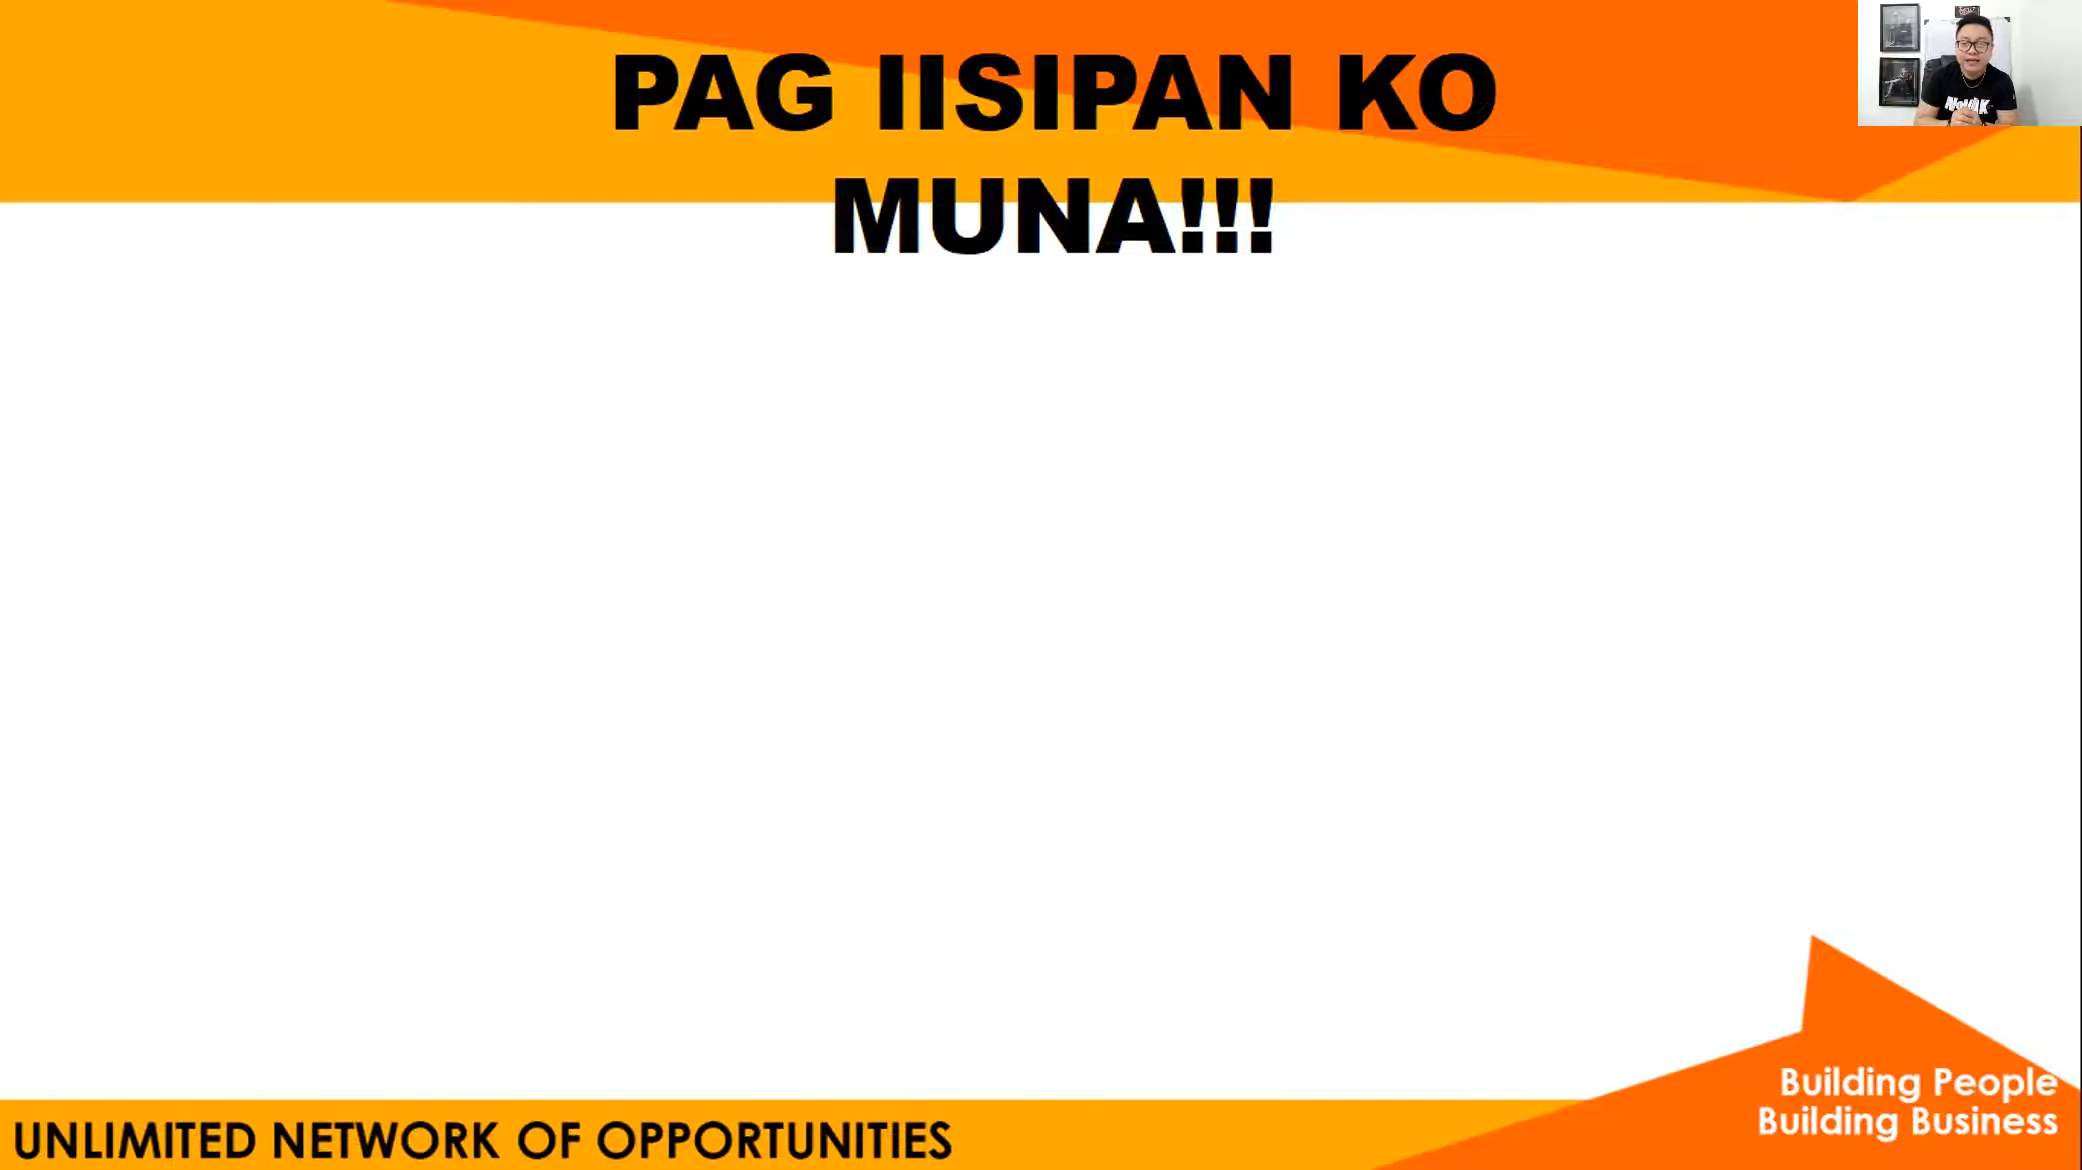 PAG IISIPAN KO
MUNA!!!
UNLIMITED NETWORK OF OPPORTUNITIES
Building People
Building Business